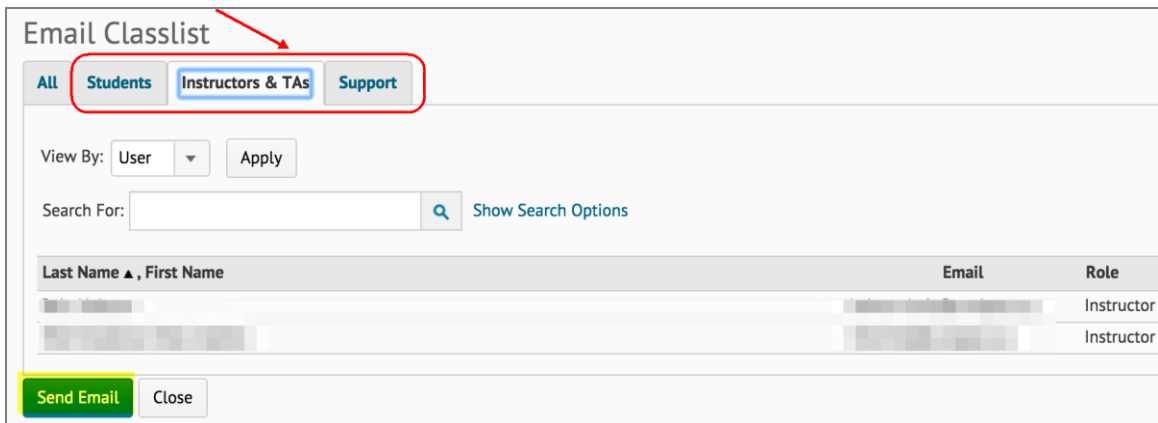 Email Classlist
All Students Instructors & TAs Support
View By: User Apply
Search For: Show Search Options
Last Name ▲ , First Name Email Role
Instructor
Instructor
Send Email Close